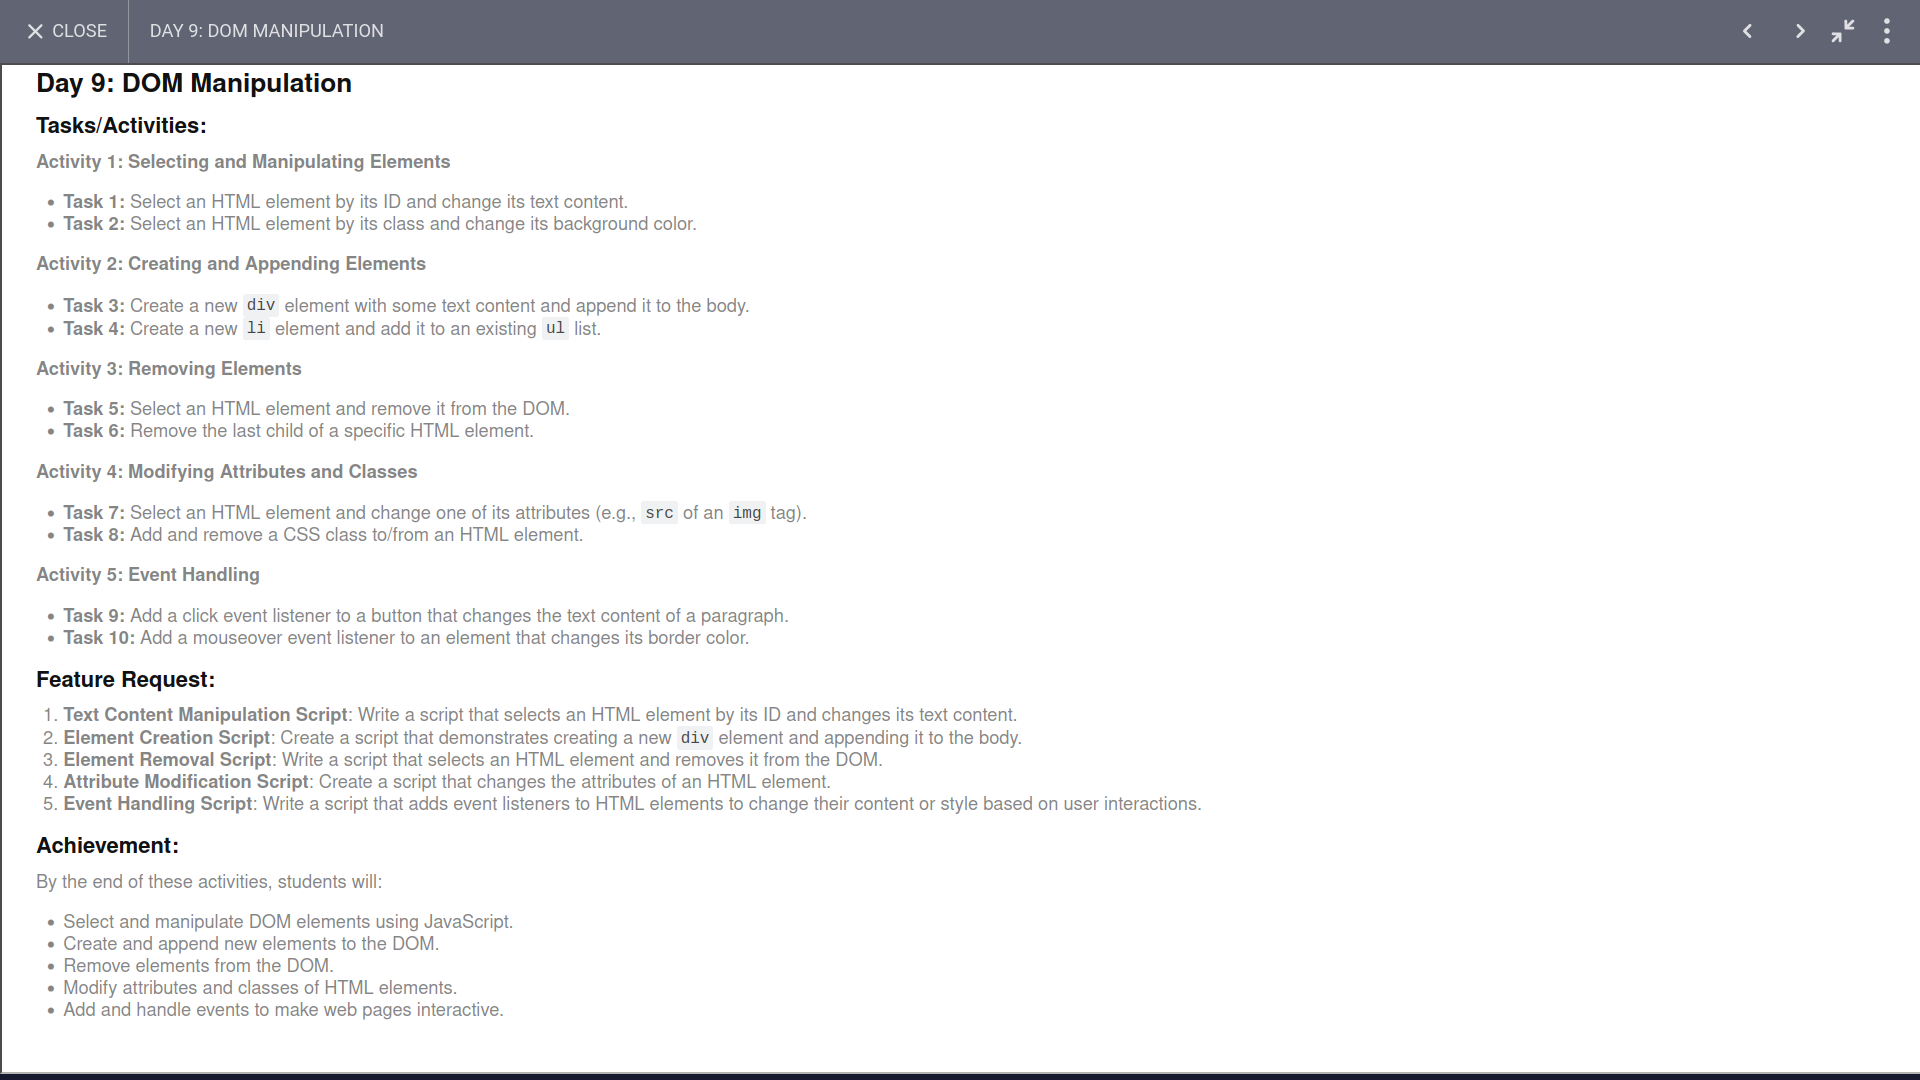 CLOSE
DAY 9: DOM MANIPULATION
Day 9: DOM Manipulation
Tasks/Activities:
Activity 1: Selecting and Manipulating Elements
• Task 1: Select an HTML element by its ID and change its text content.
• Task 2: Select an HTML element by its class and change its background color.
Activity 2: Creating and Appending Elements
• Task 3: Create a new div element with some text content and append it to the body.
• Task 4: Create a new li element and add it to an existing ul list.
Activity 3: Removing Elements
• Task 5: Select an HTML element and remove it from the DOM.
• Task 6: Remove the last child of a specific HTML element.
Activity 4: Modifying Attributes and Classes
• Task 7: Select an HTML element and change one of its attributes (e.g., src of an img tag).
• Task 8: Add and remove a CSS class to/from an HTML element.
Activity 5: Event Handling
• Task 9: Add a click event listener to a button that changes the text content of a paragraph.
• Task 10: Add a mouseover event listener to an element that changes its border color.
Feature Request:
1. Text Content Manipulation Script: Write a script that selects an HTML element by its ID and changes its text content.
2. Element Creation Script: Create a script that demonstrates creating a new div element and appending it to the body.
3. Element Removal Script: Write a script that selects an HTML element and removes it from the DOM.
4. Attribute Modification Script: Create a script that changes the attributes of an HTML element.
5. Event Handling Script: Write a script that adds event listeners to HTML elements to change their content or style based on user interactions.
Achievement:
By the end of these activities, students will:
• Select and manipulate DOM elements using JavaScript.
• Create and append new elements to the DOM.
• Remove elements from the DOM.
• Modify attributes and classes of HTML elements.
• Add and handle events to make web pages interactive.